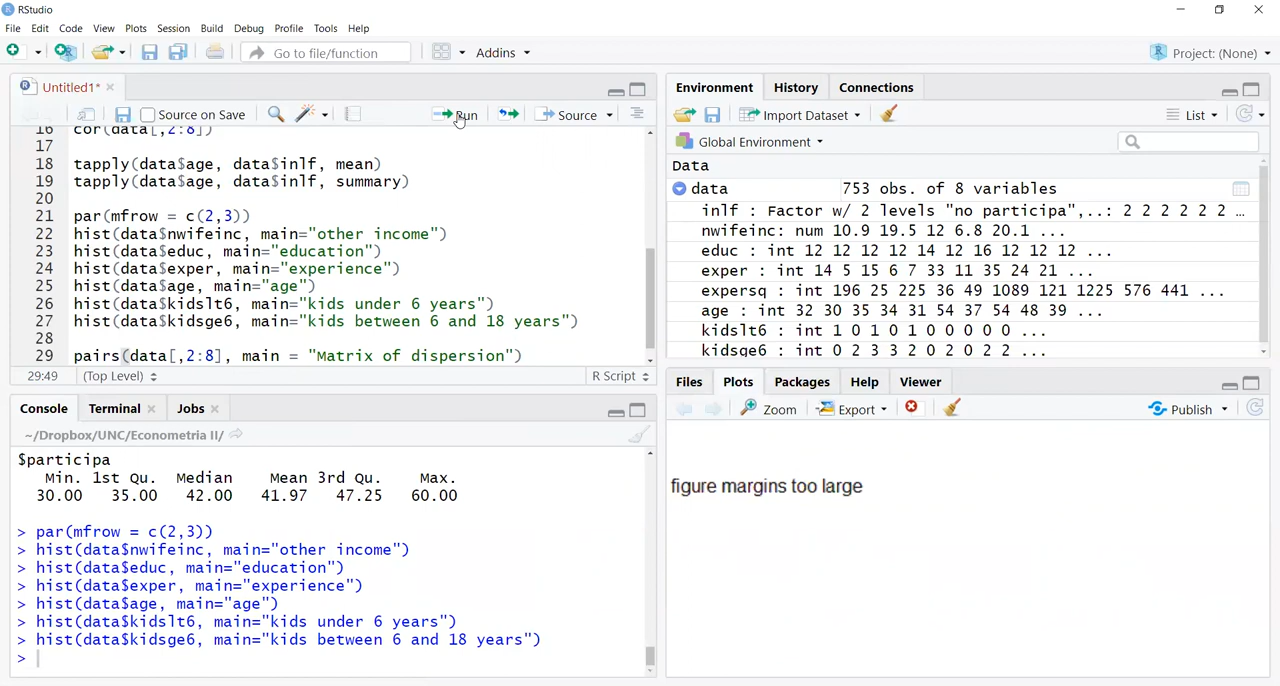 RStudio
File Edit Code View Plots Session Build Debug Profile Tools Help
Go to file/function Addins Project: (None)
Untitled1*
Source on Save Run Source
16 cor(data[,2:8])
17
18 tapply(data$age, data$inlf, mean)
19 tapply(data$age, data$inlf, summary)
20
21 par(mfrow = c(2,3))
22 hist(data$nwifeinc, main="other income")
23 hist(data$educ, main="education")
24 hist(data$exper, main="experience")
25 hist(data$age, main="age")
26 hist(data$kidslt6, main="kids under 6 years")
27 hist(data$kidsge6, main="kids between 6 and 18 years")
28
29 pairs(data[,2:8], main = "Matrix of dispersion")
29:49 (Top Level) R Script
Console Terminal Jobs
~/Dropbox/UNC/Econometria II/
$participa
Min. 1st Qu. Median Mean 3rd Qu. Max.
30.00 35.00 42.00 41.97 47.25 60.00
> par(mfrow = c(2,3))
> hist(data$nwifeinc, main="other income")
> hist(data$educ, main="education")
> hist(data$exper, main="experience")
> hist(data$age, main="age")
> hist(data$kidslt6, main="kids under 6 years")
> hist(data$kidsge6, main="kids between 6 and 18 years")
>
Environment History Connections
Import Dataset List
Global Environment
Data
data 753 obs. of 8 variables
inlf : Factor w/ 2 levels "no participa",..: 2 2 2 2 2 2 …
nwifeinc: num 10.9 19.5 12 6.8 20.1 ...
educ : int 12 12 12 12 14 12 16 12 12 12 ...
exper : int 14 5 15 6 7 33 11 35 24 21 ...
expersq : int 196 25 225 36 49 1089 121 1225 576 441 ...
age : int 32 30 35 34 31 54 37 54 48 39 ...
kidslt6 : int 1 0 1 0 1 0 0 0 0 0 ...
kidsge6 : int 0 2 3 3 2 0 2 0 2 2 ...
Files Plots Packages Help Viewer
Zoom Export Publish
figure margins too large